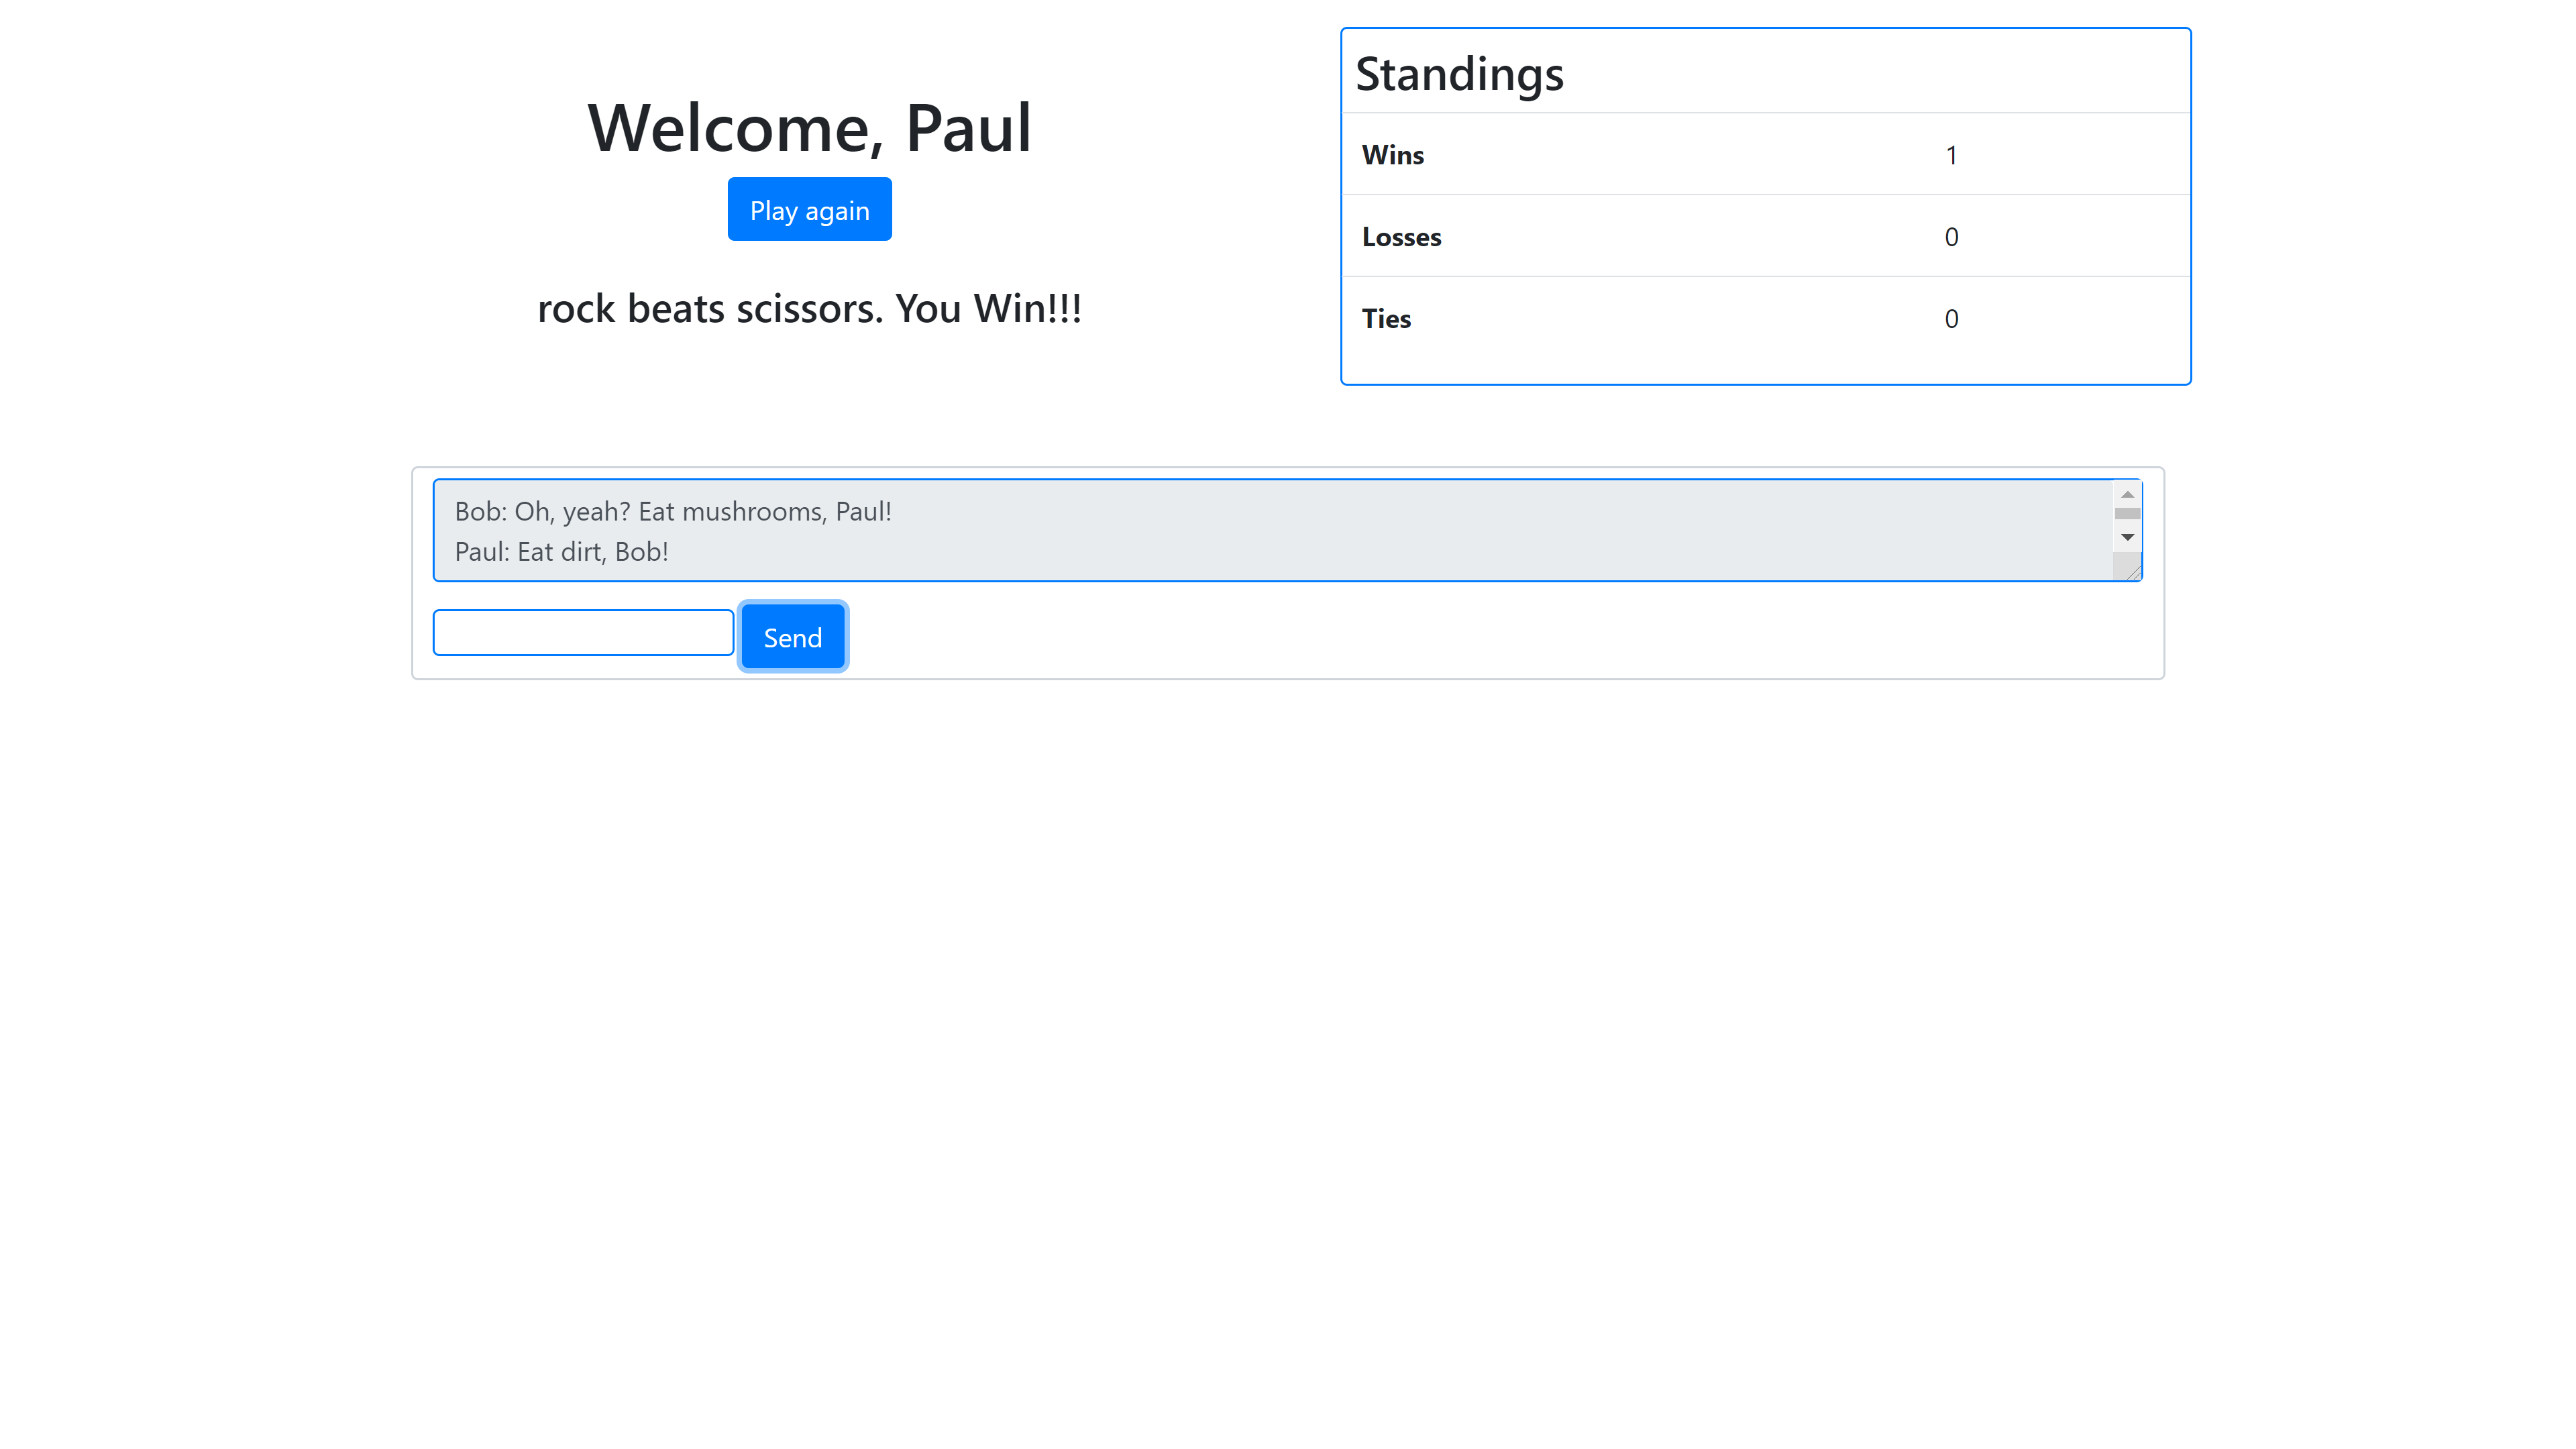 Welcome, Paul
Play again
rock beats scissors. You Win!!!
Standings
Wins 1
Losses 0
Ties 0
Bob: Oh, yeah? Eat mushrooms, Paul!
Paul: Eat dirt, Bob!
Send